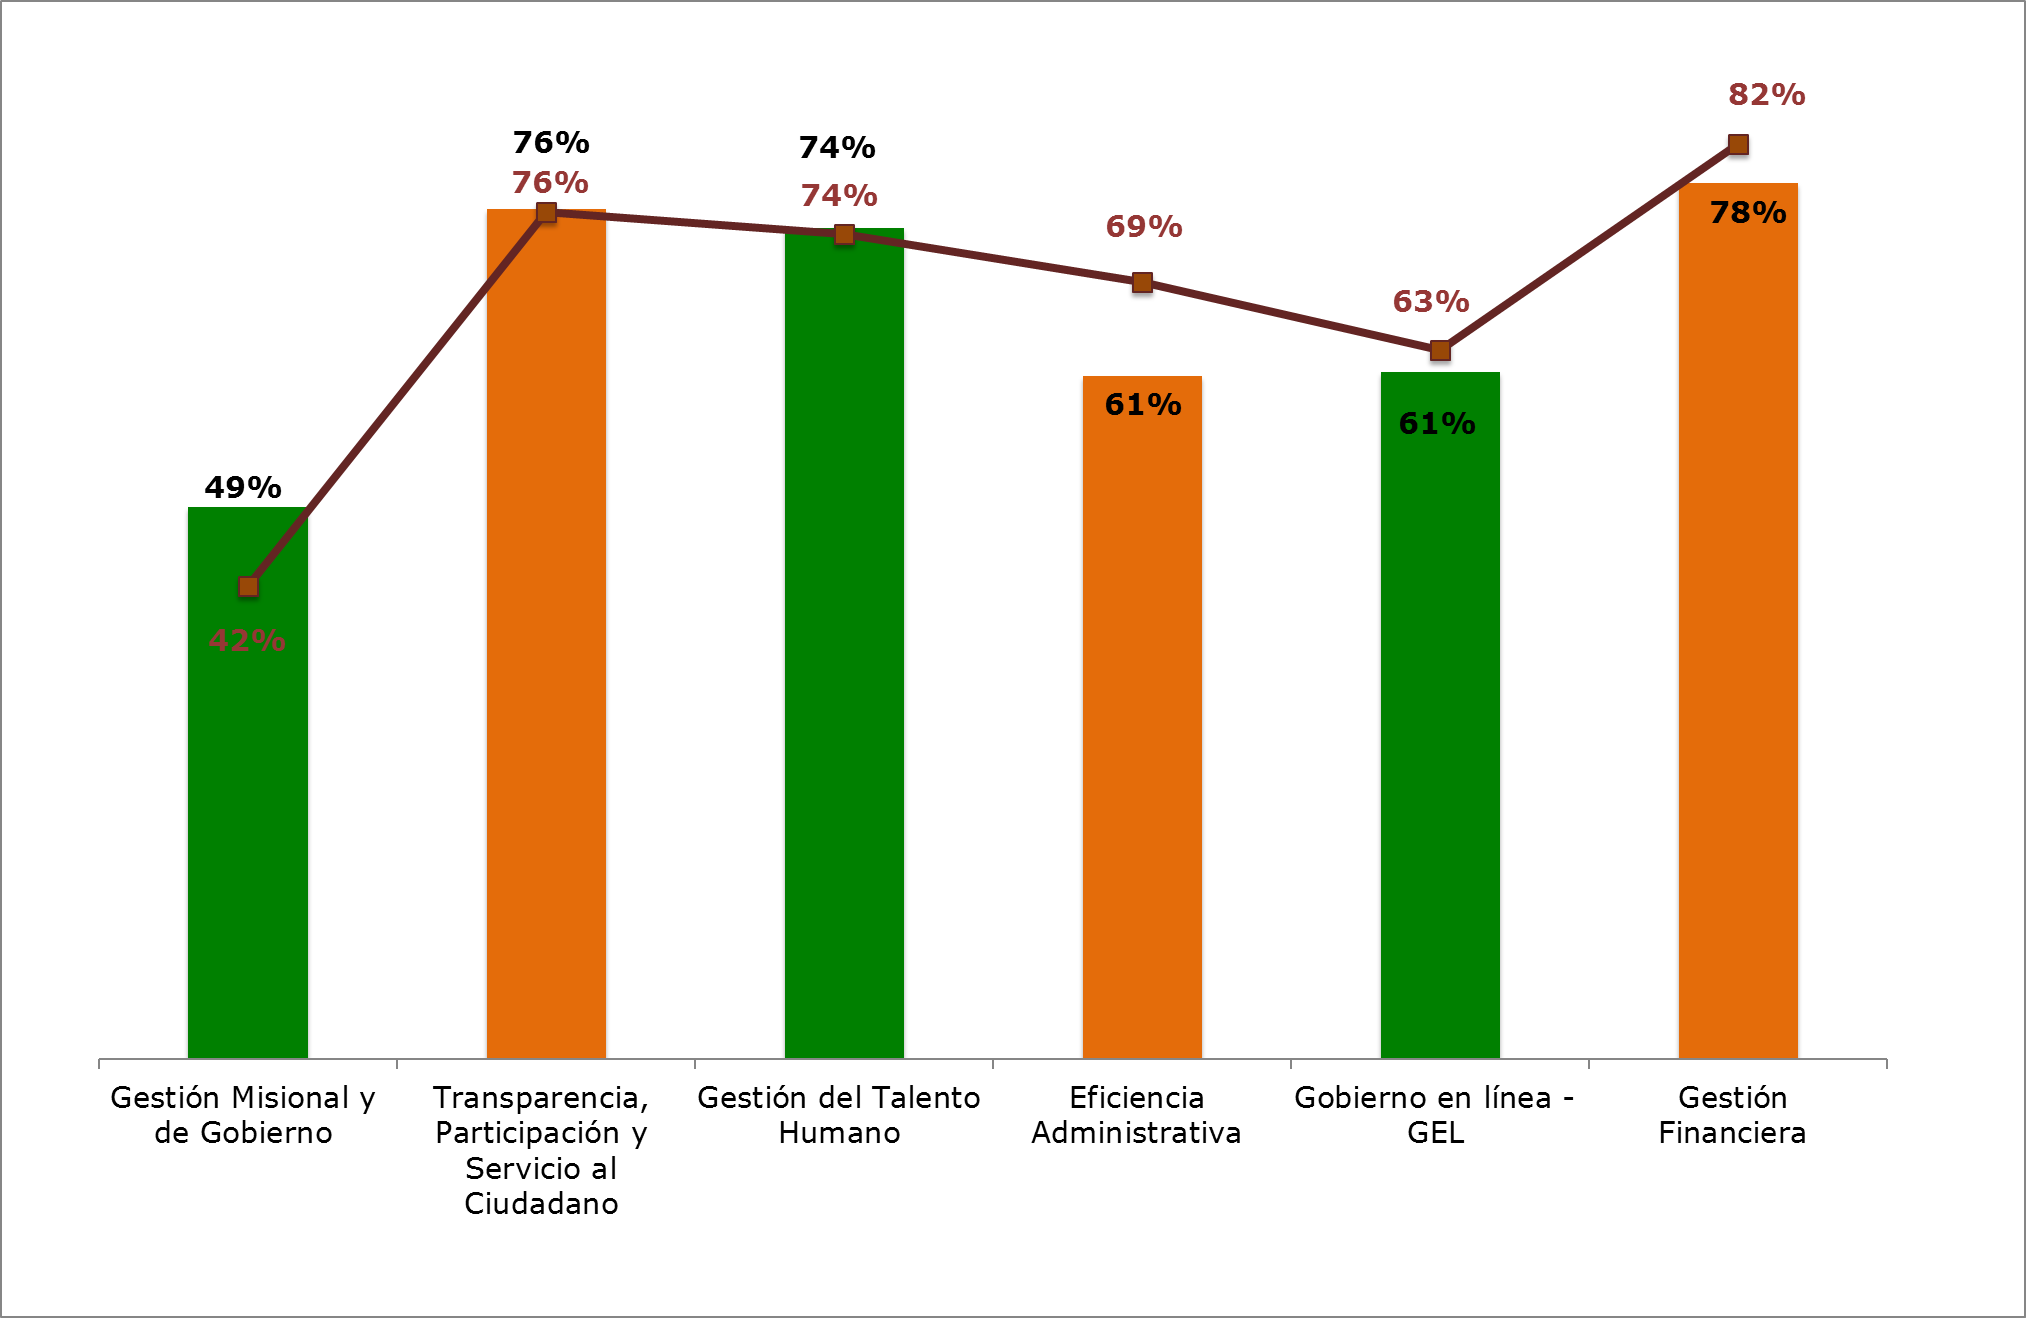 82%
76%
74%
76%
74%
69%
78%
63%
61%
61%
49%
42%
Gestión Misional y
de Gobierno
Transparencia,
Participación y
Servicio al
Ciudadano
Gestión del Talento
Humano
Eficiencia
Administrativa
Gobierno en línea -
GEL
Gestión
Financiera